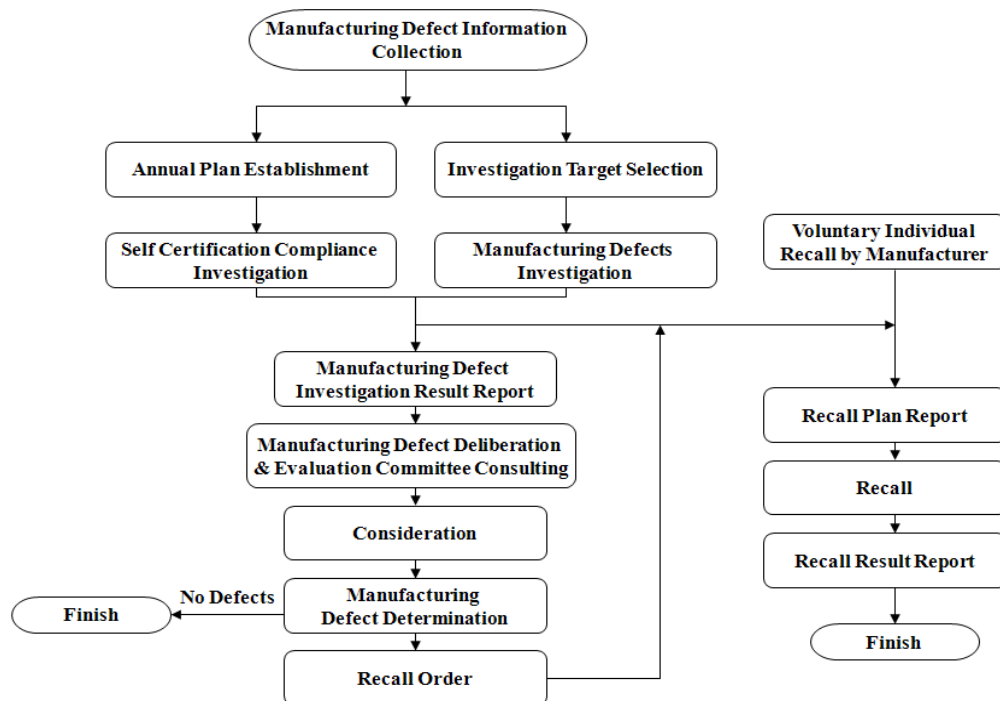 Manufacturing Defect Information
Collection
Annual Plan Establishment
Investigation Target Selection
Self Certification Compliance
Investigation
Manufacturing Defects
Investigation
Voluntary Individual
Recall by Manufacturer
Manufacturing Defect
Investigation Result Report
Manufacturing Defect Deliberation
& Evaluation Committee Consulting
Consideration
Manufacturing
Defect Determination
No Defects
Finish
Recall Order
Recall Plan Report
Recall
Recall Result Report
Finish